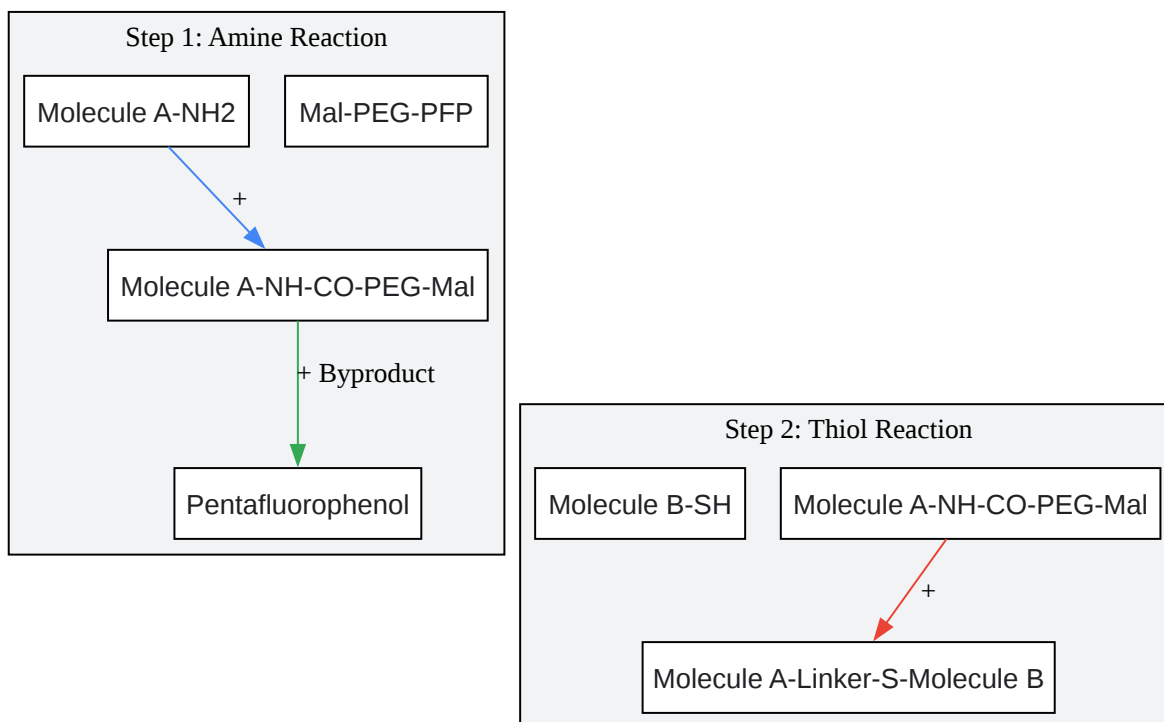 Step 1: Amine Reaction
Molecule A-NH2
Mal-PEG-PFP
+
Molecule A-NH-CO-PEG-Mal
+ Byproduct
Pentafluorophenol
Step 2: Thiol Reaction
Molecule B-SH
Molecule A-NH-CO-PEG-Mal
+
Molecule A-Linker-S-Molecule B